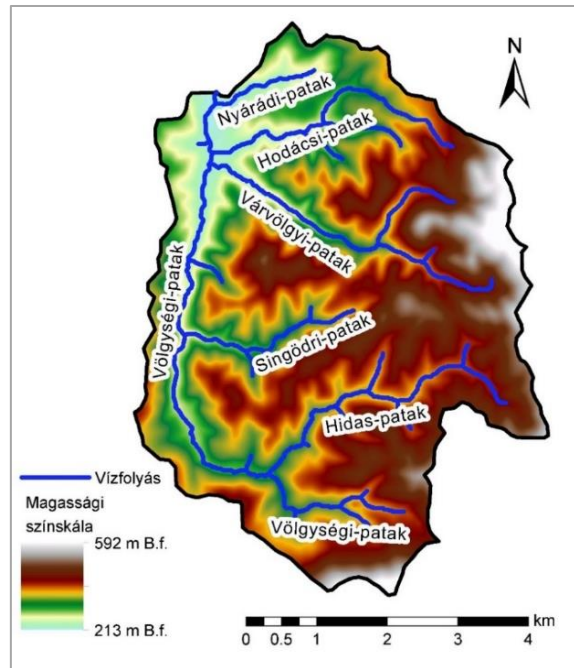 N
Nyárádi-patak
Hodácsi-patak
Várvölgyi-patak
Völgységi-patak
Singödri-patak
Hidas-patak
Völgységi-patak
Vízfolyás
Magassági
színskála
592 m B.f.
213 m B.f.
km
0 0.5 1 2 3 4